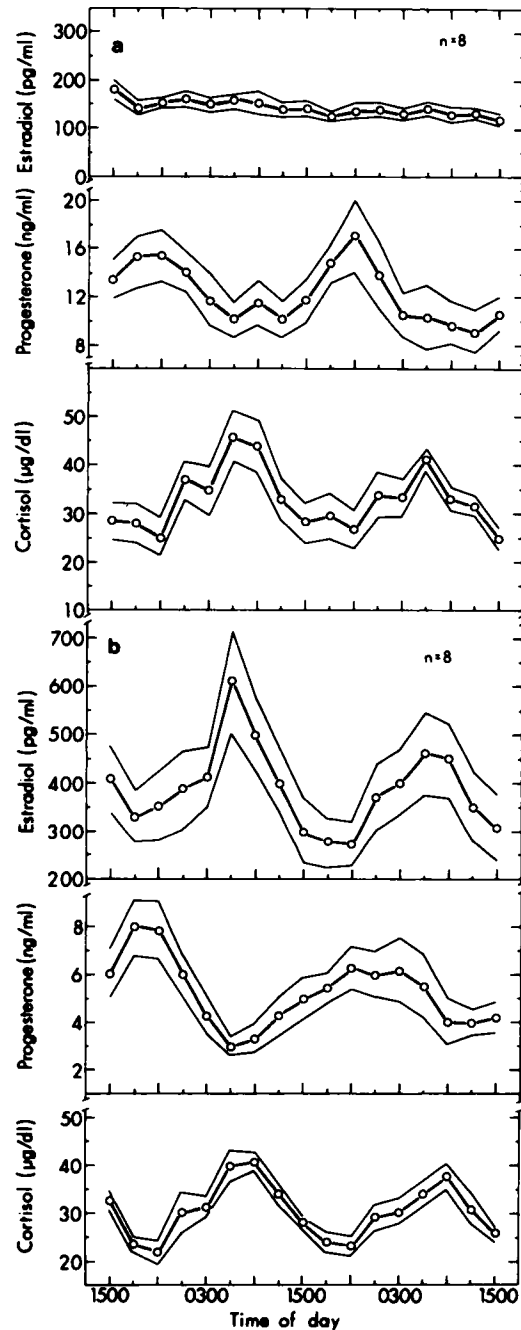 a
n=8
Estradiol (pg/ml)
300
200
100
0
Progesterone (ng/ml)
20
16
12
8
Cortisol (µg/dl)
50
40
30
20
10
b
n=8
Estradiol (pg/ml)
700
600
500
400
300
200
Progesterone (ng/ml)
8
6
4
2
Cortisol (µg/dl)
50
40
30
20
1500 0300 1500 0300 1500
Time of day